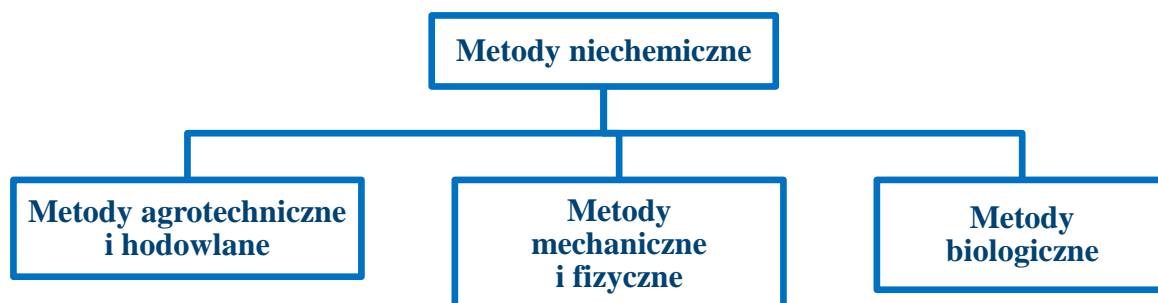 Metody niechemiczne
Metody agrotechniczne
i hodowlane
Metody
mechaniczne
i fizyczne
Metody
biologiczne